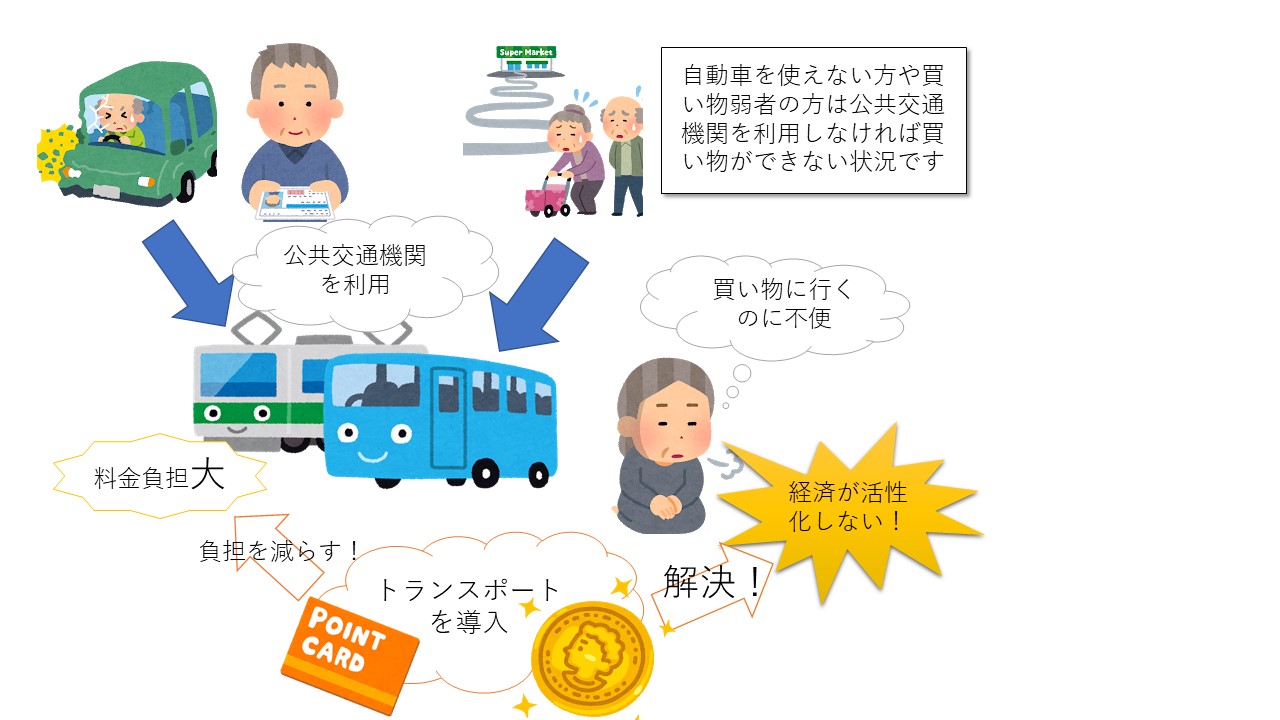 Super Market
自動車を使えない方や買
い物弱者の方は公共交通
機関を利用しなければ買
い物ができない状況です
公共交通機関
を利用
買い物に行く
のに不便
料金負担大
経済が活性
化しない！
負担を減らす！
トランスポート
を導入
解決！
POINT
CARD